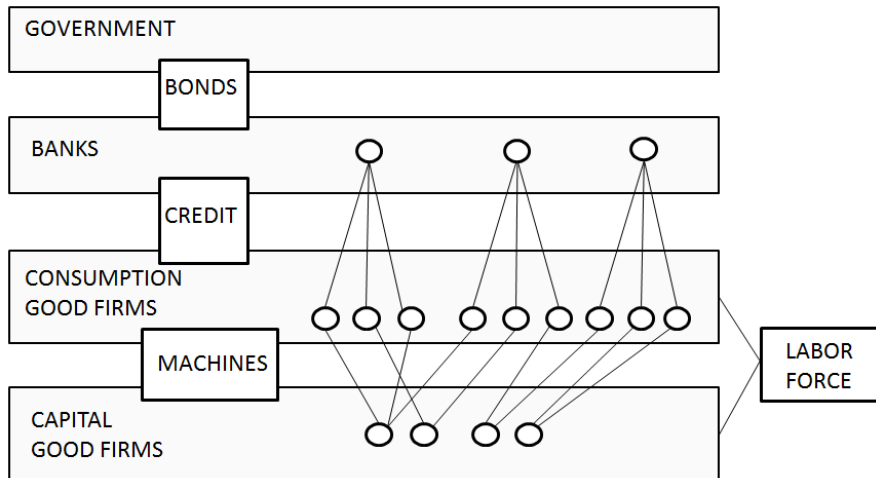 GOVERNMENT
BONDS
BANKS
CREDIT
CONSUMPTION
GOOD FIRMS
MACHINES
LABOR
FORCE
CAPITAL
GOOD FIRMS